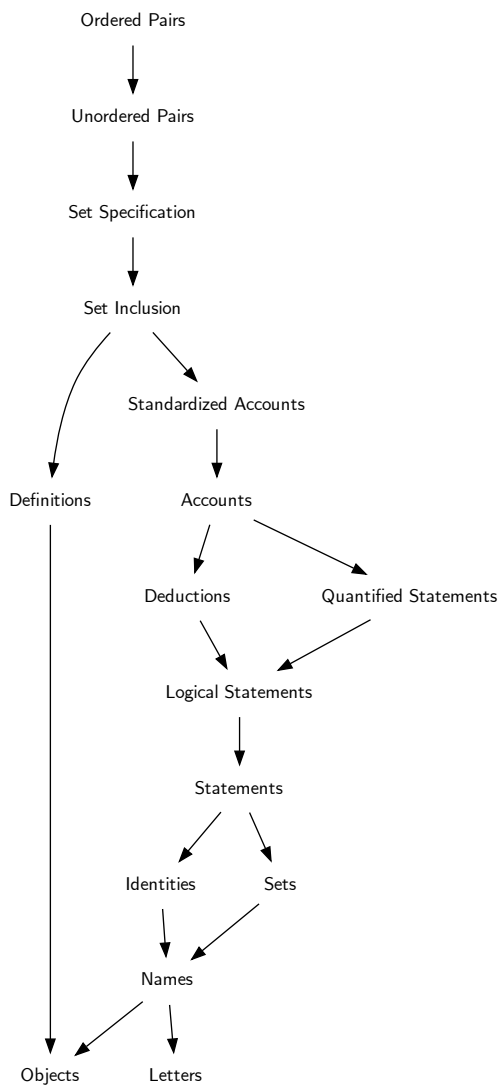 Ordered Pairs
Unordered Pairs
Set Specification
Set Inclusion
Standardized Accounts
Definitions
Accounts
Deductions
Quantified Statements
Logical Statements
Statements
Identities
Sets
Names
Objects
Letters